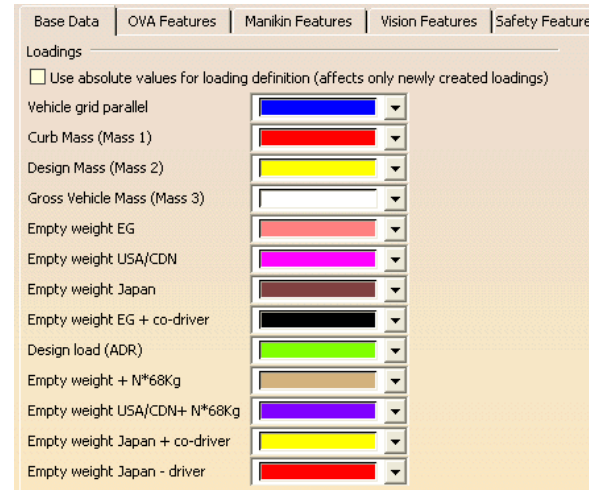 Base Data OVA Features Manikin Features Vision Features Safety Feature
Loadings
Use absolute values for loading definition (affects only newly created loadings)
Vehicle grid parallel
Curb Mass (Mass 1)
Design Mass (Mass 2)
Gross Vehicle Mass (Mass 3)
Empty weight EG
Empty weight USA/CDN
Empty weight Japan
Empty weight EG + co-driver
Design load (ADR)
Empty weight + N*68Kg
Empty weight USA/CDN+ N*68Kg
Empty weight Japan + co-driver
Empty weight Japan - driver